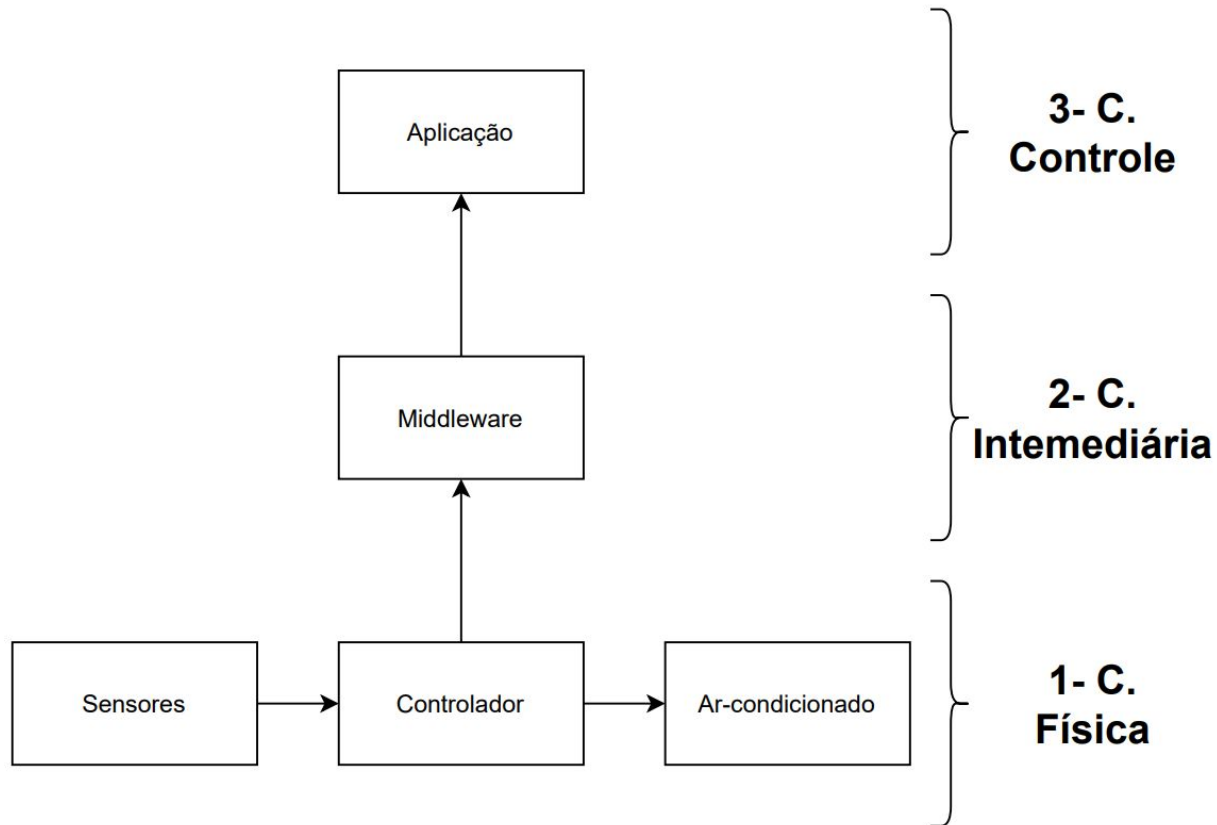 Aplicação
3- C.
Controle
Middleware
2- C.
Intemediária
Sensores
Controlador
Ar-condicionado
1- C.
Física